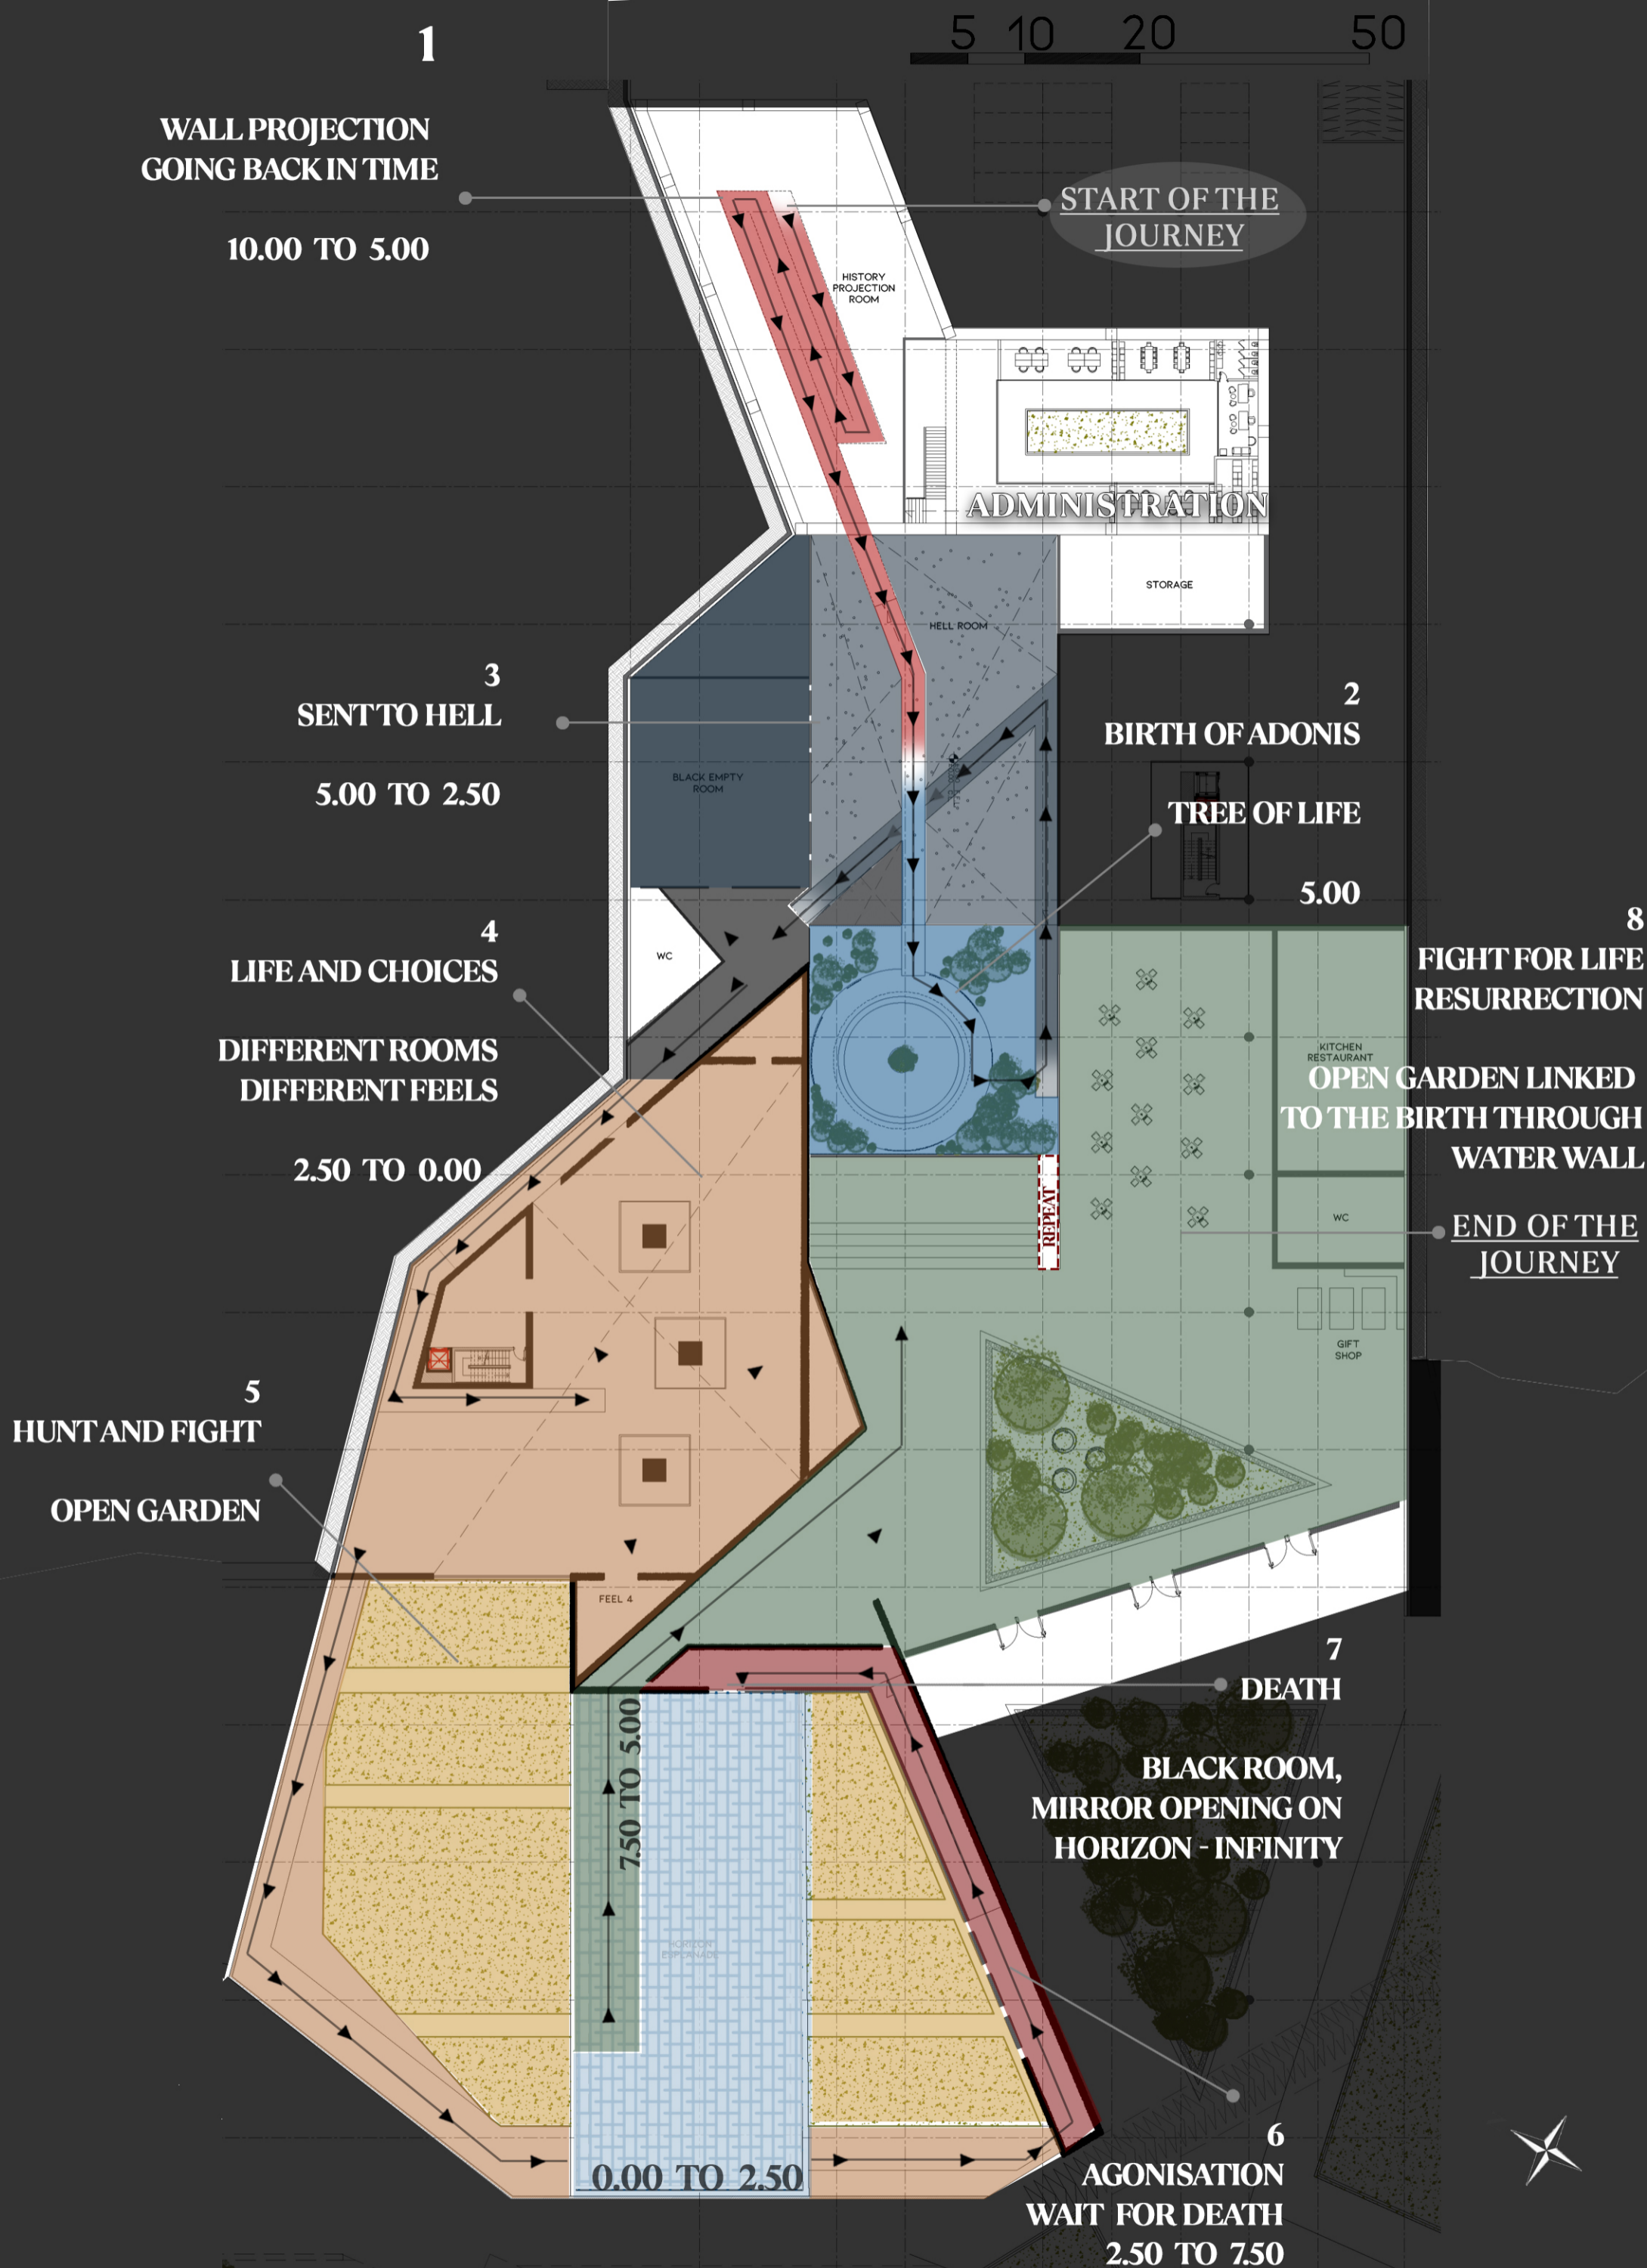 5 10 20 50
1
WALL PROJECTION
GOING BACK IN TIME
10.00 TO 5.00
START OF THE
JOURNEY
HISTORY
PROJECTION
ROOM
ADMINISTRATION
STORAGE
HELL ROOM
3
SENT TO HELL
5.00 TO 2.50
BLACK EMPTY
ROOM
2
BIRTH OF ADONIS
TREE OF LIFE
5.00
4
LIFE AND CHOICES
DIFFERENT ROOMS
DIFFERENT FEELS
2.50 TO 0.00
WC
8
FIGHT FOR LIFE
RESURRECTION
KITCHEN
RESTAURANT
OPEN GARDEN LINKED
TO THE BIRTH THROUGH
WATER WALL
REPEAT
WC
END OF THE
JOURNEY
GIFT
SHOP
5
HUNT AND FIGHT
OPEN GARDEN
FEEL 4
7
DEATH
BLACK ROOM,
MIRROR OPENING ON
HORIZON - INFINITY
7.50 TO 5.00
HORIZON
ESPLANADE
0.00 TO 2.50
6
AGONISATION
WAIT FOR DEATH
2.50 TO 7.50